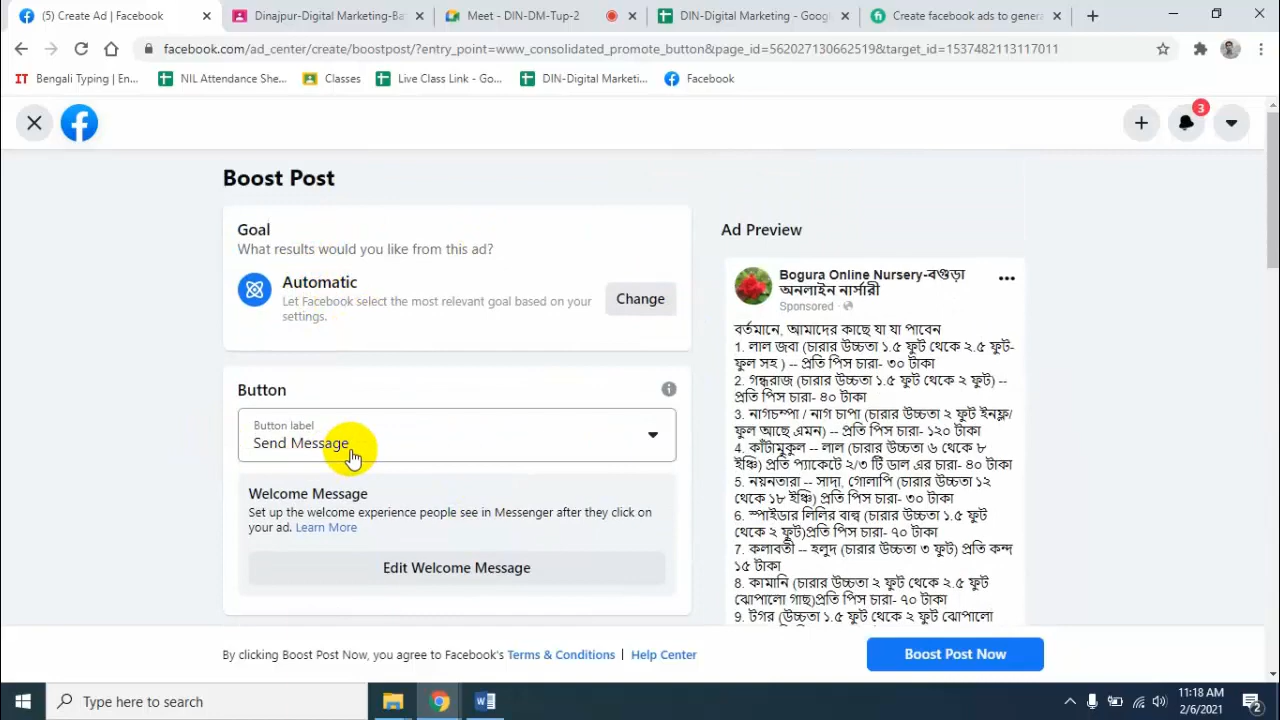 (5) Create Ad | Facebook
Dinajpur-Digital Marketing-Ba
Meet - DIN-DM-Tup-2
DIN-Digital Marketing - Goog
Create facebook ads to gener
facebook.com/ad_center/create/boostpost/?entry_point=www_consolidated_promote_button&page_id=562027130662519&target_id=1537482113117011
IT Bengali Typing | En...
NIL Attendance She...
Classes
Live Class Link - Go...
DIN-Digital Marketi...
Facebook
3
Boost Post
Goal
What results would you like from this ad?
Automatic
Let Facebook select the most relevant goal based on your
settings.
Change
Button
Button label
Send Message
Welcome Message
Set up the welcome experience people see in Messenger after they click on
your ad. Learn More
Edit Welcome Message
Ad Preview
Bogura Online Nursery-বগুড়া
অনলাইন নার্সারী
Sponsored
বর্তমানে, আমাদের কাছে যা যা পাবেন
1. লাল জবা (চারার উচ্চতা ১.৫ ফুট থেকে ২.৫ ফুট-
ফুল সহ ) -- প্রতি পিস চারা- ৩০ টাকা
2. গন্ধরাজ (চারার উচ্চতা ১.৫ ফুট থেকে ২ ফুট) --
প্রতি পিস চারা- ৪০ টাকা
3. নাগচম্পা / নাগ চাপা (চারার উচ্চতা ২ ফুট ইনফ্ল/
ফুল আছে এমন) -- প্রতি পিস চারা- ১২০ টাকা
4. কাঁটামুকুল -- লাল (চারার উচ্চতা ৬ থেকে ৮
ইঞ্চি) প্রতি প্যাকেটে ২/৩ টি ডাল এর চারা- ৪০ টাকা
5. নয়নতারা -- সাদা, গোলাপি (চারার উচ্চতা ১২
থেকে ১৮ ইঞ্চি) প্রতি পিস চারা- ৩০ টাকা
6. স্পাইডার লিলির বাল্ব (চারার উচ্চতা ১.৫ ফুট
থেকে ২ ফুট)প্রতি পিস চারা- ৭০ টাকা
7. কলাবতী -- হলুদ (চারার উচ্চতা ৩ ফুট) প্রতি কন্দ
১৫ টাকা
8. কামানি (চারার উচ্চতা ২ ফুট থেকে ২.৫ ফুট
ঝোপালো গাছ)প্রতি পিস চারা- ৭০ টাকা
9. টগর (উচ্চতা ১.৫ ফুট থেকে ২ ফুট ঝোপালো
By clicking Boost Post Now, you agree to Facebook's Terms & Conditions | Help Center
Boost Post Now
Type here to search
11:18 AM
2/6/2021
2